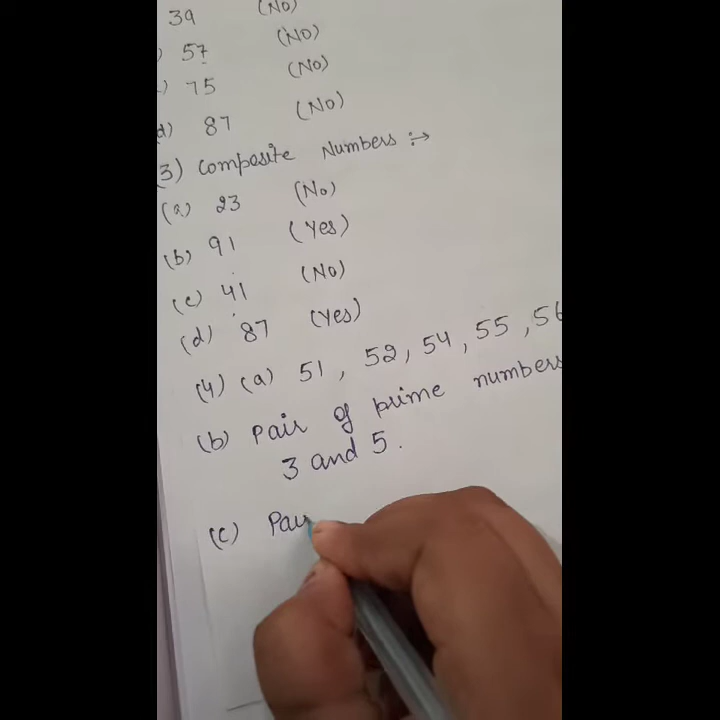 39 (No)
) 57 (No)
) 75 (No)
d) 87 (No)
(3) Composite Numbers :→
(a) 23 (No)
(b) 91 (Yes)
(c) 41 (No)
(d) 87 (Yes)
(4) (a) 51, 52, 54, 55, 56
(b) Pair of prime numbers
3 and 5.
(c) Pai